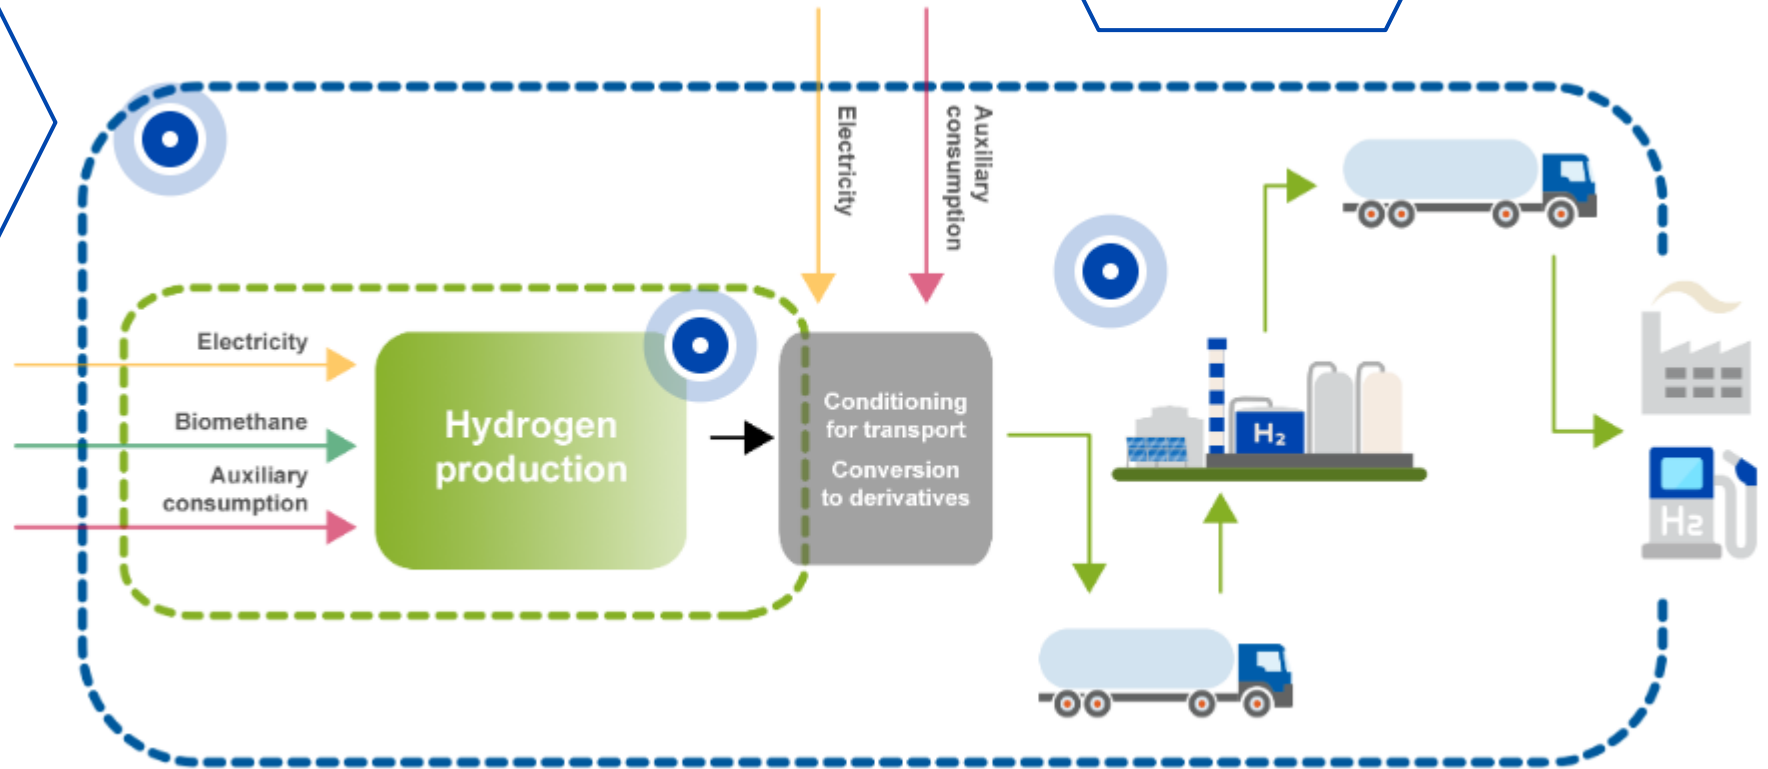 Electricity
Auxiliary
consumption
Electricity
Biomethane
Auxiliary
consumption
Hydrogen
production
Conditioning
for transport
Conversion
to derivatives
H₂
H₂